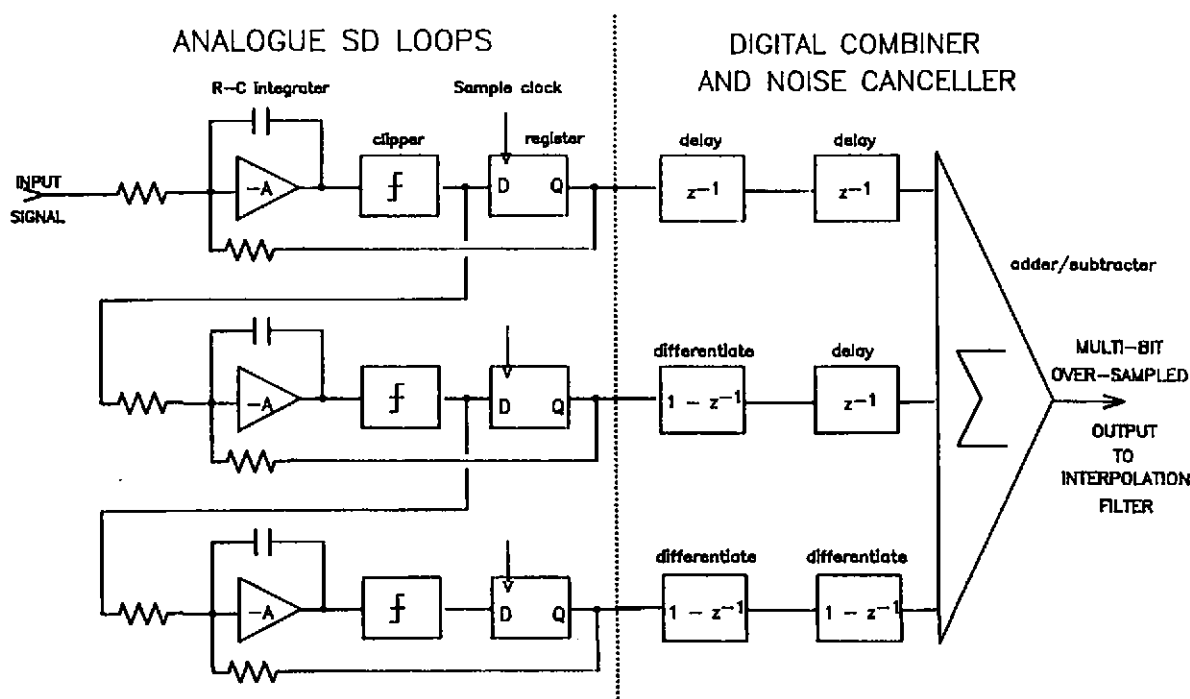 ANALOGUE SD LOOPS
DIGITAL COMBINER
AND NOISE CANCELLER
R-C Integrater
Sample clock
clipper
register
delay
delay
INPUT
SIGNAL
-A
D
Q
z⁻¹
z⁻¹
adder/subtracter
differentiate
delay
-A
D
Q
1 - z⁻¹
z⁻¹
Σ
MULTI-BIT
OVER-SAMPLED
OUTPUT
TO
INTERPOLATION
FILTER
differentiate
differentiate
-A
D
Q
1 - z⁻¹
1 - z⁻¹